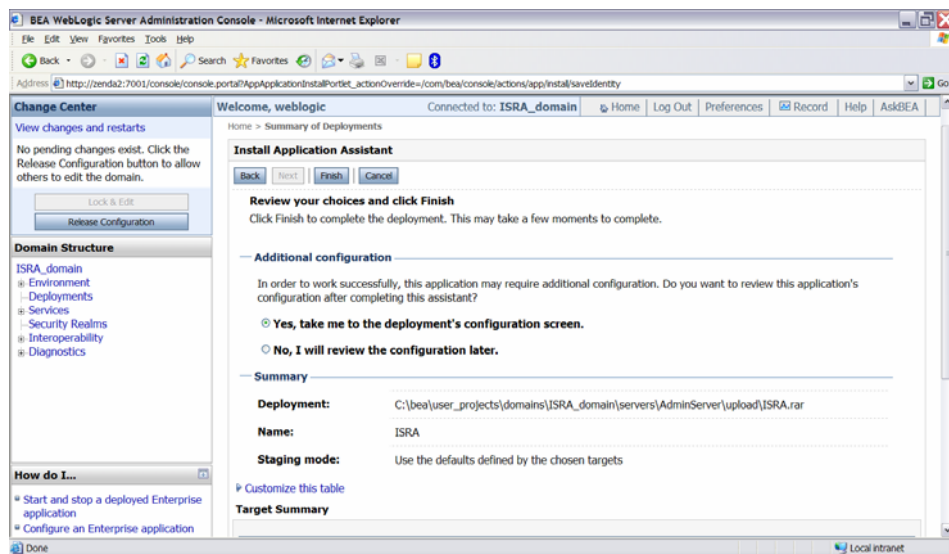 BEA WebLogic Server Administration Console - Microsoft Internet Explorer
File Edit View Favorites Tools Help
Back Search Favorites
Address http://zenda2:7001/console/console.portal?AppApplicationInstallPortlet_actionOverride=/com/bea/console/actions/app/install/saveIdentity Go
Change Center
View changes and restarts
No pending changes exist. Click the
Release Configuration button to allow
others to edit the domain.
Lock & Edit
Release Configuration
Domain Structure
ISRA_domain
Environment
Deployments
Services
Security Realms
Interoperability
Diagnostics
How do I...
Start and stop a deployed Enterprise
application
Configure an Enterprise application
Welcome, weblogic Connected to: ISRA_domain Home Log Out Preferences Record Help AskBEA
Home > Summary of Deployments
Install Application Assistant
Back Next Finish Cancel
Review your choices and click Finish
Click Finish to complete the deployment. This may take a few moments to complete.
Additional configuration
In order to work successfully, this application may require additional configuration. Do you want to review this application's
configuration after completing this assistant?
Yes, take me to the deployment's configuration screen.
No, I will review the configuration later.
Summary
Deployment: C:\bea\user_projects\domains\ISRA_domain\servers\AdminServer\upload\ISRA.rar
Name: ISRA
Staging mode: Use the defaults defined by the chosen targets
Customize this table
Target Summary
Done Local intranet